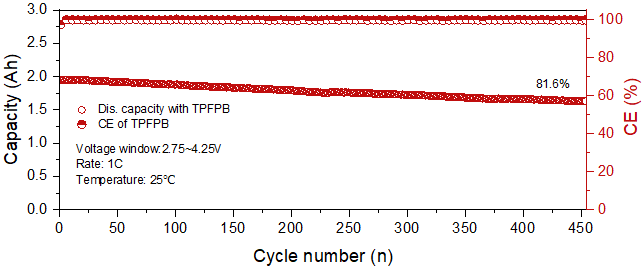 3.0
2.5
2.0
1.5
1.0
0.5
0.0
Capacity (Ah)
100
80
60
40
20
0
CE (%)
81.6%
Dis. capacity with TPFPB
CE of TPFPB
Voltage window:2.75~4.25V
Rate: 1C
Temperature: 25℃
0 50 100 150 200 250 300 350 400 450
Cycle number (n)